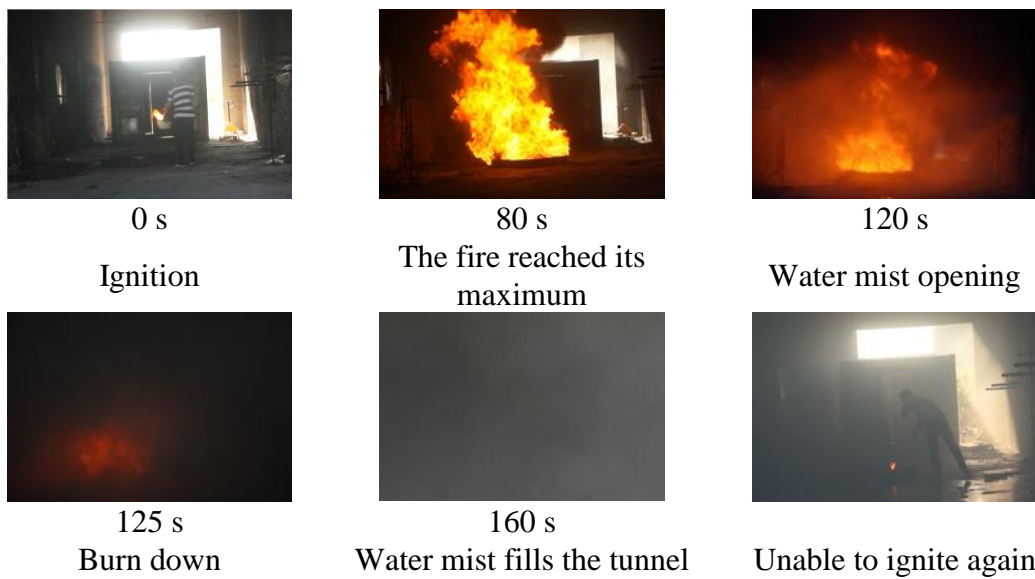 0 s
80 s
120 s
Ignition
The fire reached its
maximum
Water mist opening
125 s
160 s
Burn down
Water mist fills the tunnel
Unable to ignite again